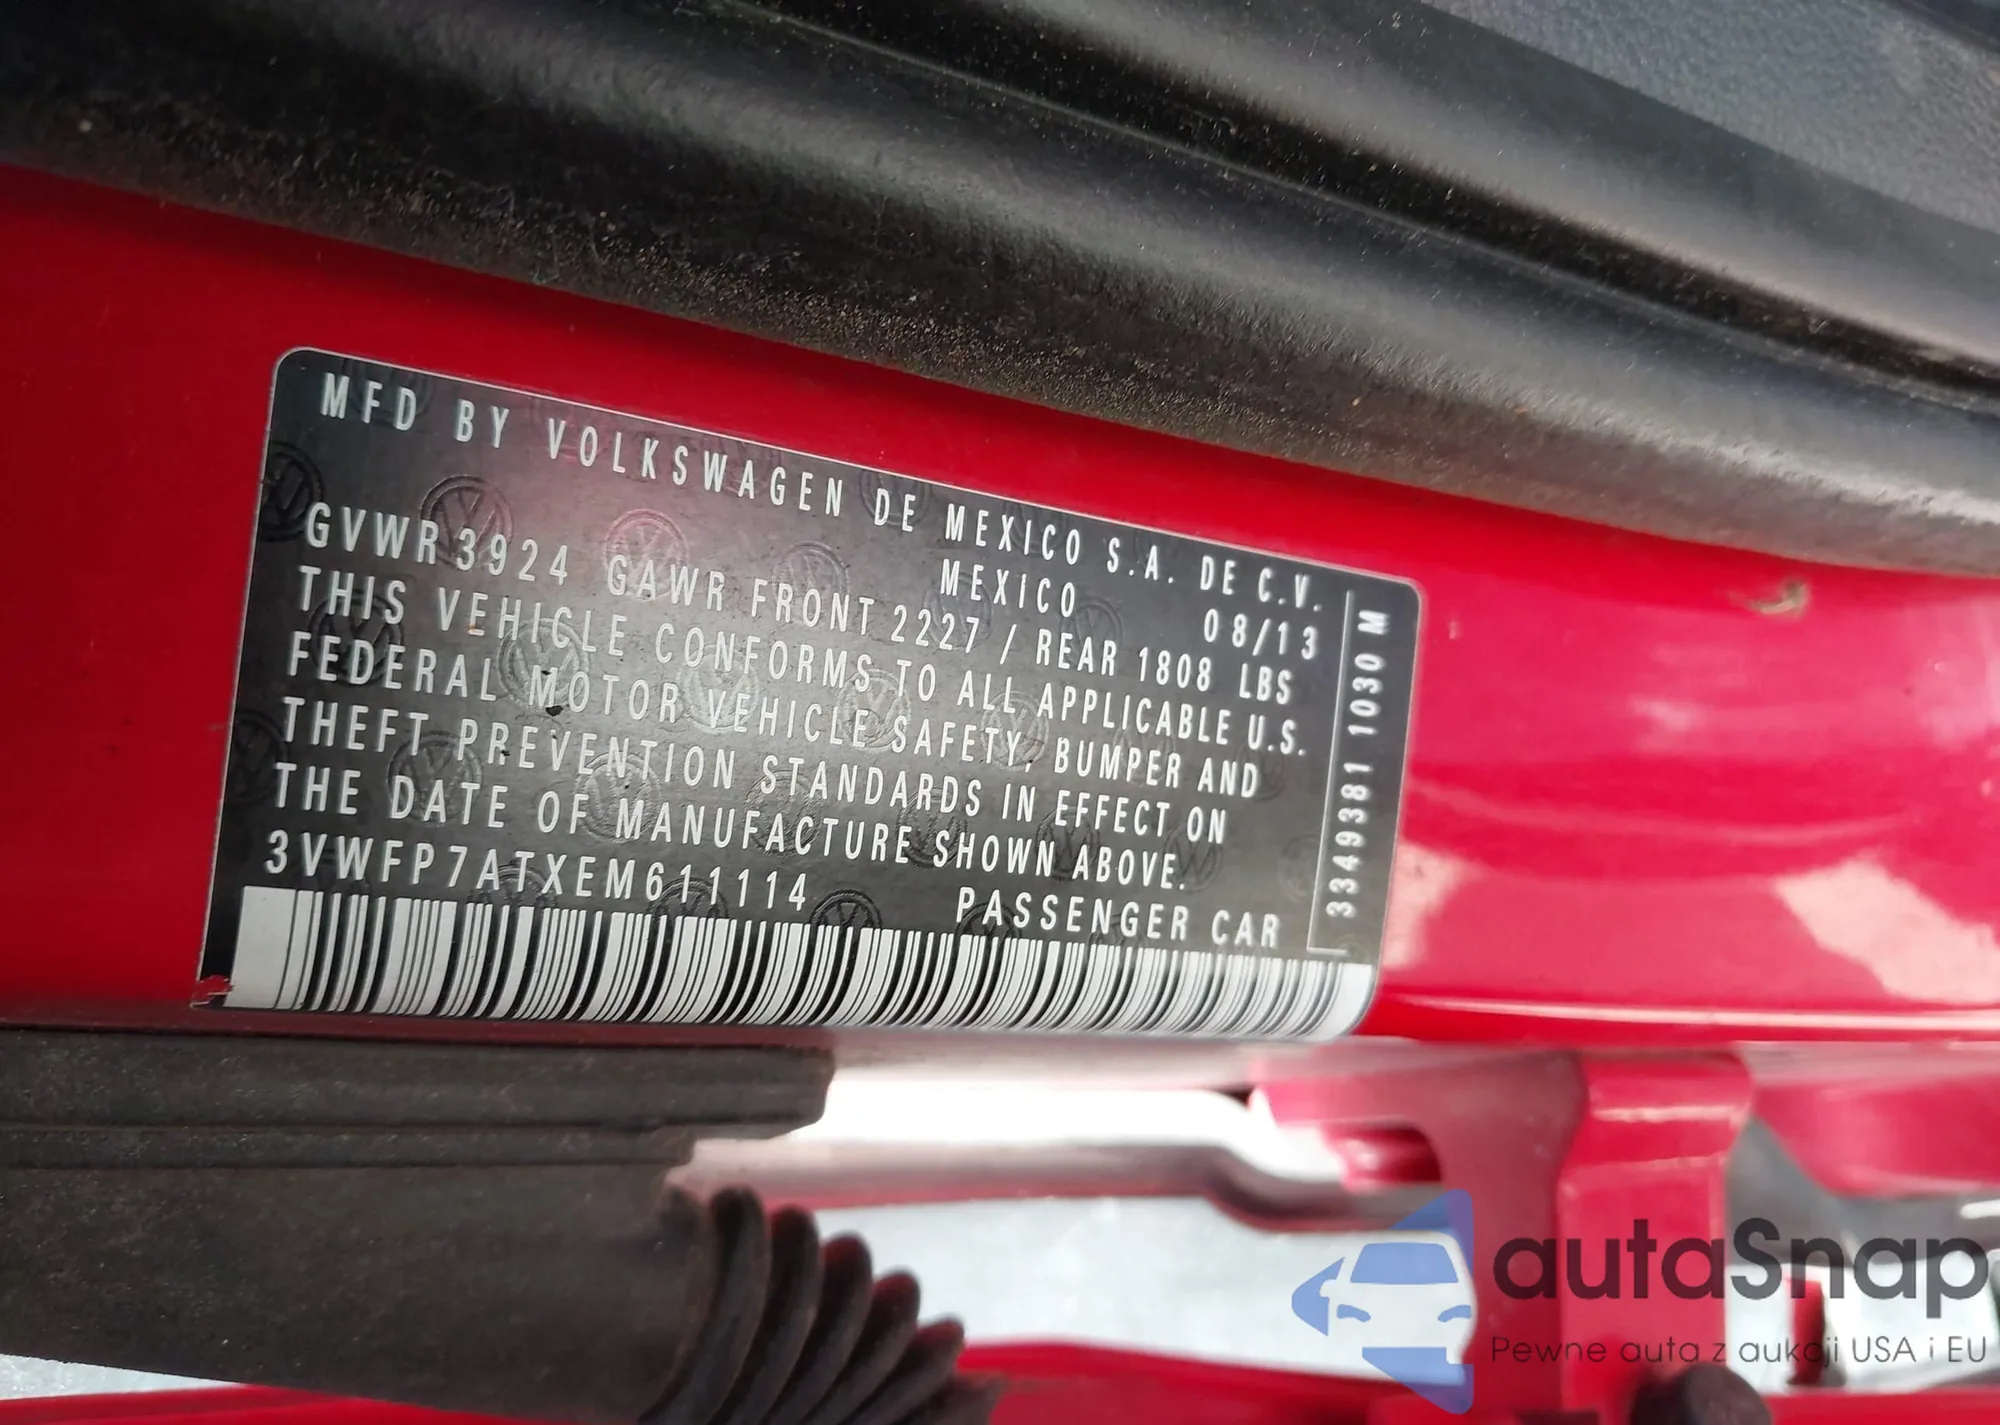 MFD BY VOLKSWAGEN DE MEXICO S.A. DE C.V.
MEXICO 08/13
GVWR 3924 GAWR FRONT 2227 / REAR 1808 LBS
THIS VEHICLE CONFORMS TO ALL APPLICABLE U.S.
FEDERAL MOTOR VEHICLE SAFETY, BUMPER AND
THEFT PREVENTION STANDARDS IN EFFECT ON
THE DATE OF MANUFACTURE SHOWN ABOVE.
3VWFP7ATXEM611114 PASSENGER CAR
3349381 1030 M
autaSnap
Pewne auta z aukcji USA i EU